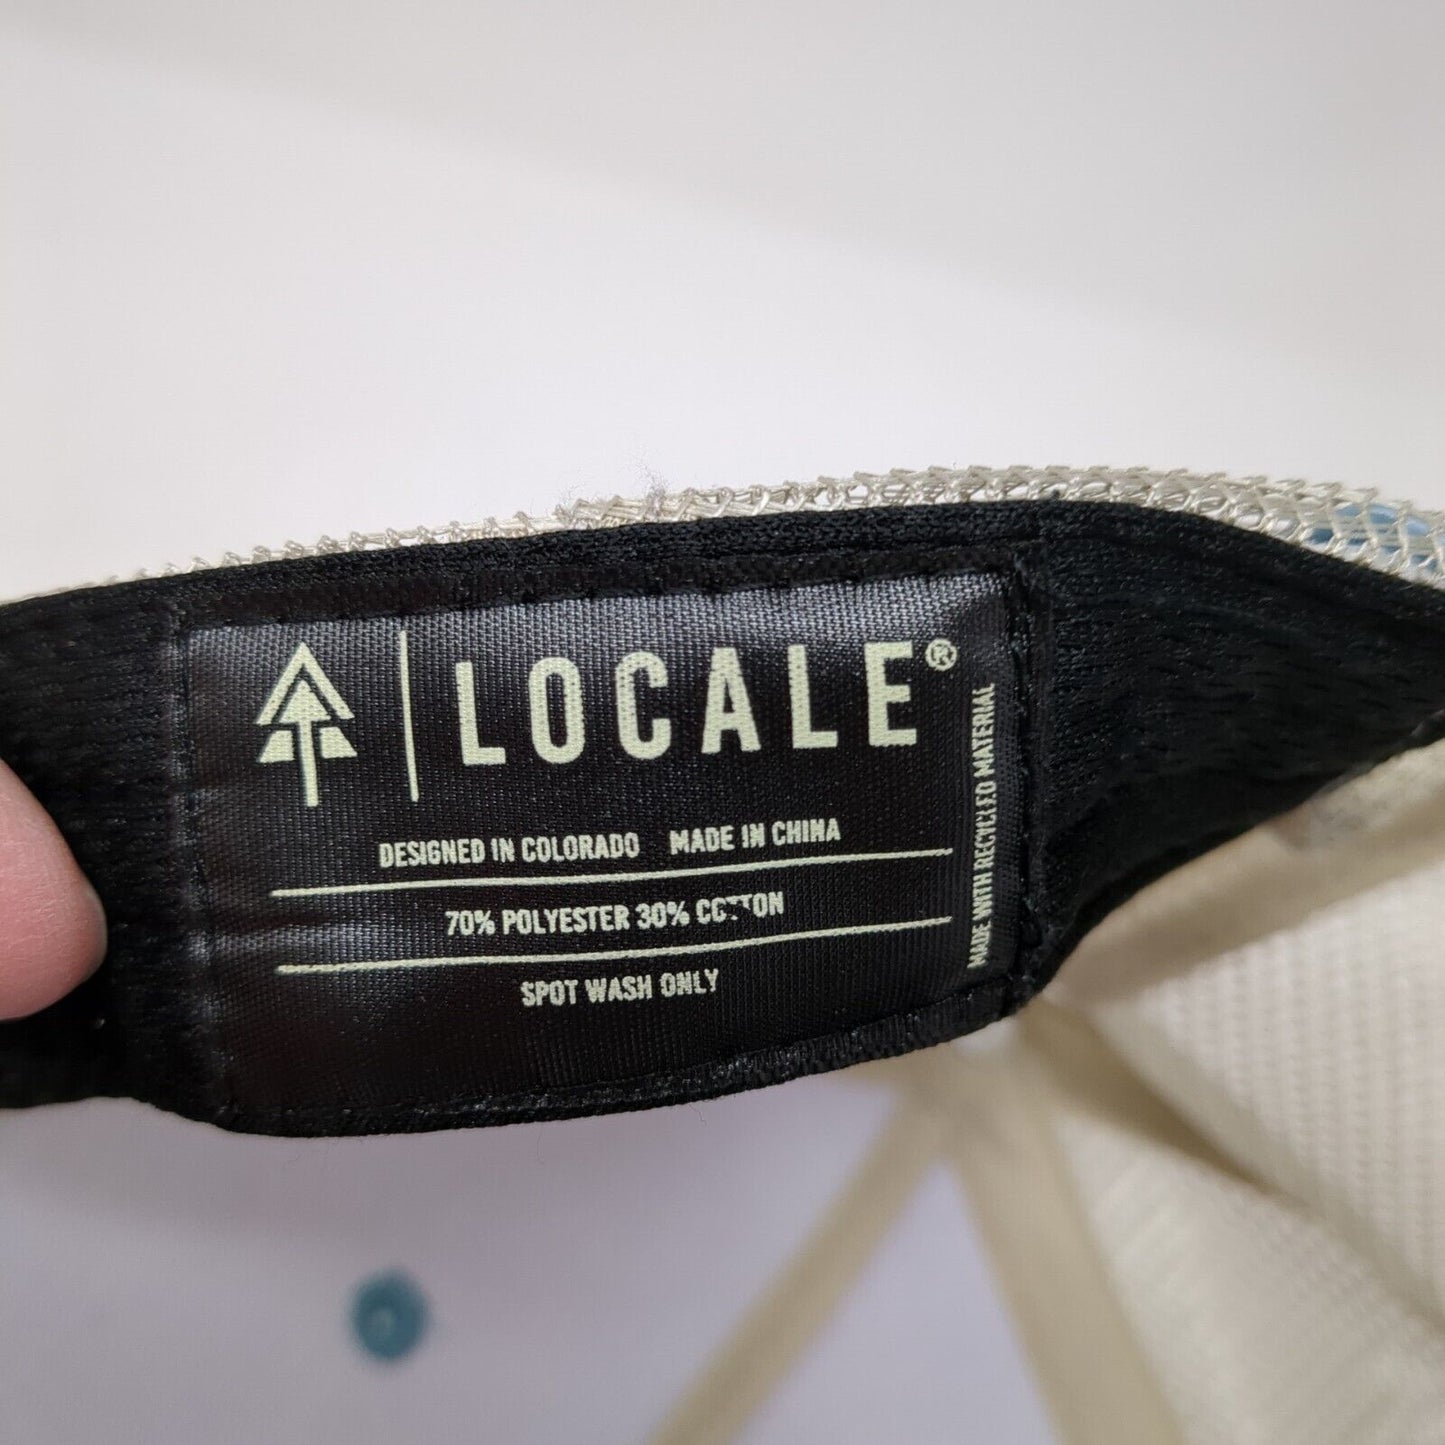 LOCALE®
DESIGNED IN COLORADO MADE IN CHINA
70% POLYESTER 30% COTTON
SPOT WASH ONLY
MADE WITH RECYCLED MATERIAL